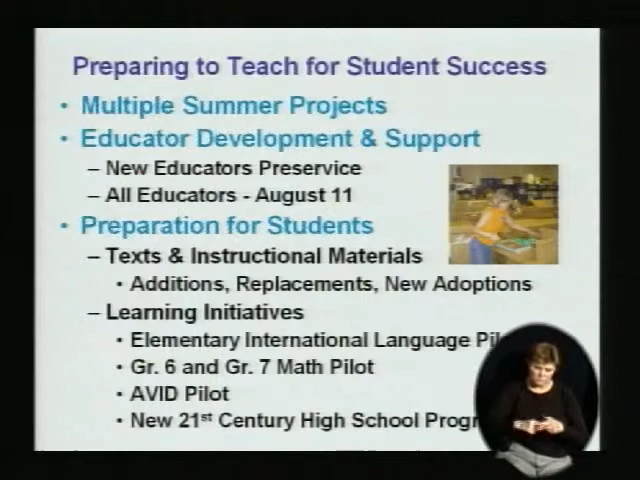 Preparing to Teach for Student Success
• Multiple Summer Projects
• Educator Development & Support
– New Educators Preservice
– All Educators - August 11
• Preparation for Students
– Texts & Instructional Materials
• Additions, Replacements, New Adoptions
– Learning Initiatives
• Elementary International Language
• Gr. 6 and Gr. 7 Math Pilot
• AVID Pilot
• New 21st Century High School